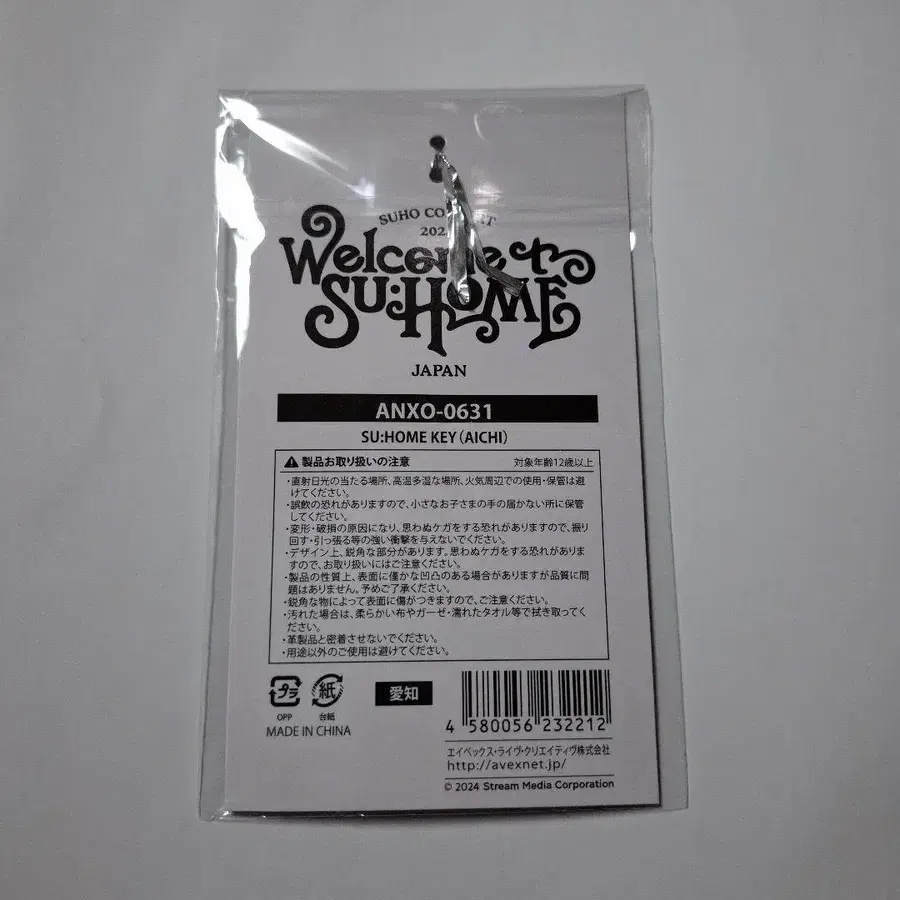 SUHO
Welcome to
SU:HOME
JAPAN
ANXO-0631
SU:HOME KEY(AICHI)
製品お取り扱いの注意 対象年齢12歳以上
・直射日光の当たる場所、高温多湿な場所、火気周辺での使用・保管は避
けてください。
・誤飲の恐れがありますので、小さなお子さまの手の届かない所に保管
してください。
・変形・破損の原因になり、思わぬケガをする恐れがありますので、振り
回す・引っ張る等の強い衝撃を与えないでください。
・デザイン上、鋭角な部分があります。思わぬケガをする恐れがありま
すので、お取り扱いにはご注意ください。
・製品の性質上、表面に僅かな凹凸のある場合がありますが品質に問
題はありません。予めご了承ください。
・鋭角な物によって表面に傷がつきますので、ご注意ください。
・汚れた場合は、柔らかい布やガーゼ・濡れたタオル等で拭き取ってく
ださい。
・革製品と密着させないでください。
・用途以外のご使用は避けてください。
プラ 紙 愛知
OPP 台紙
MADE IN CHINA
4 580056 232212
エイベックス・ライヴ・クリエイティヴ株式会社
http://avexnet.jp/
© 2024 Stream Media Corporation